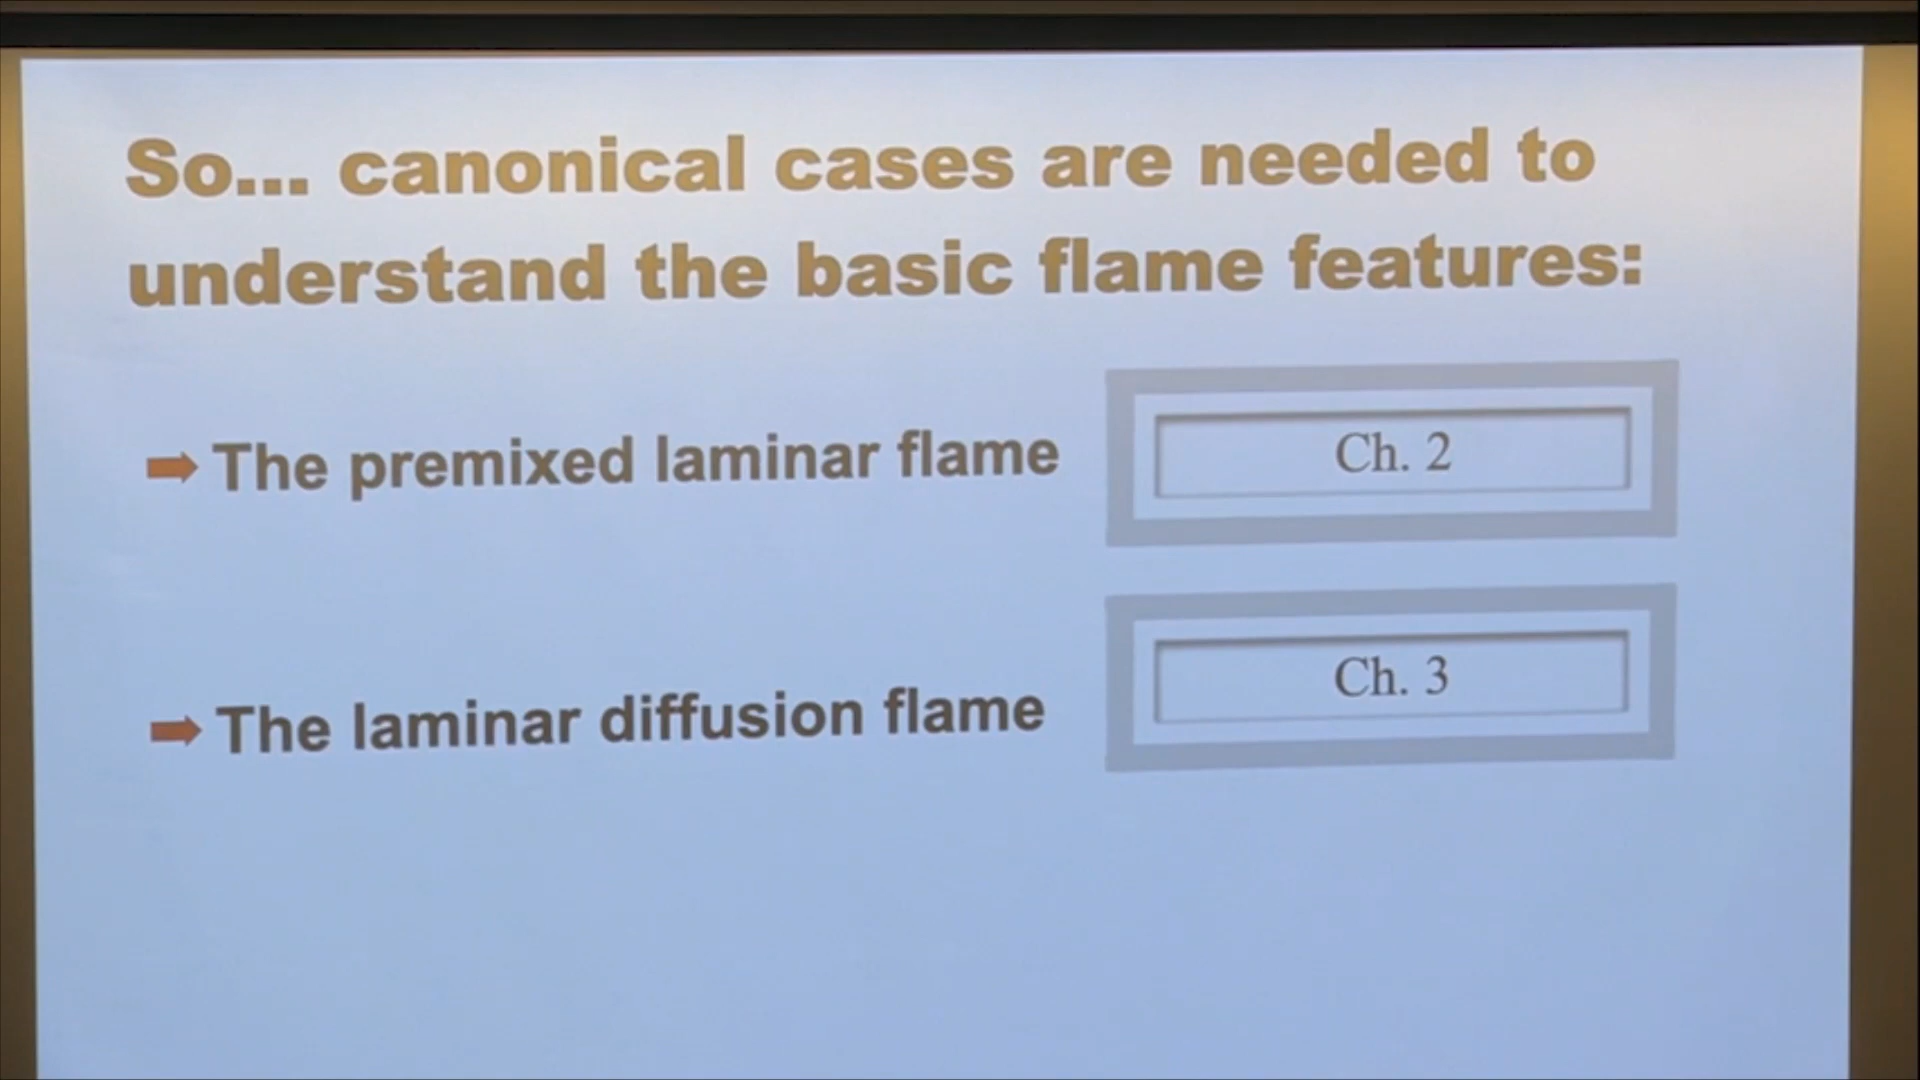 So... canonical cases are needed to
understand the basic flame features:
The premixed laminar flame
Ch. 2
The laminar diffusion flame
Ch. 3